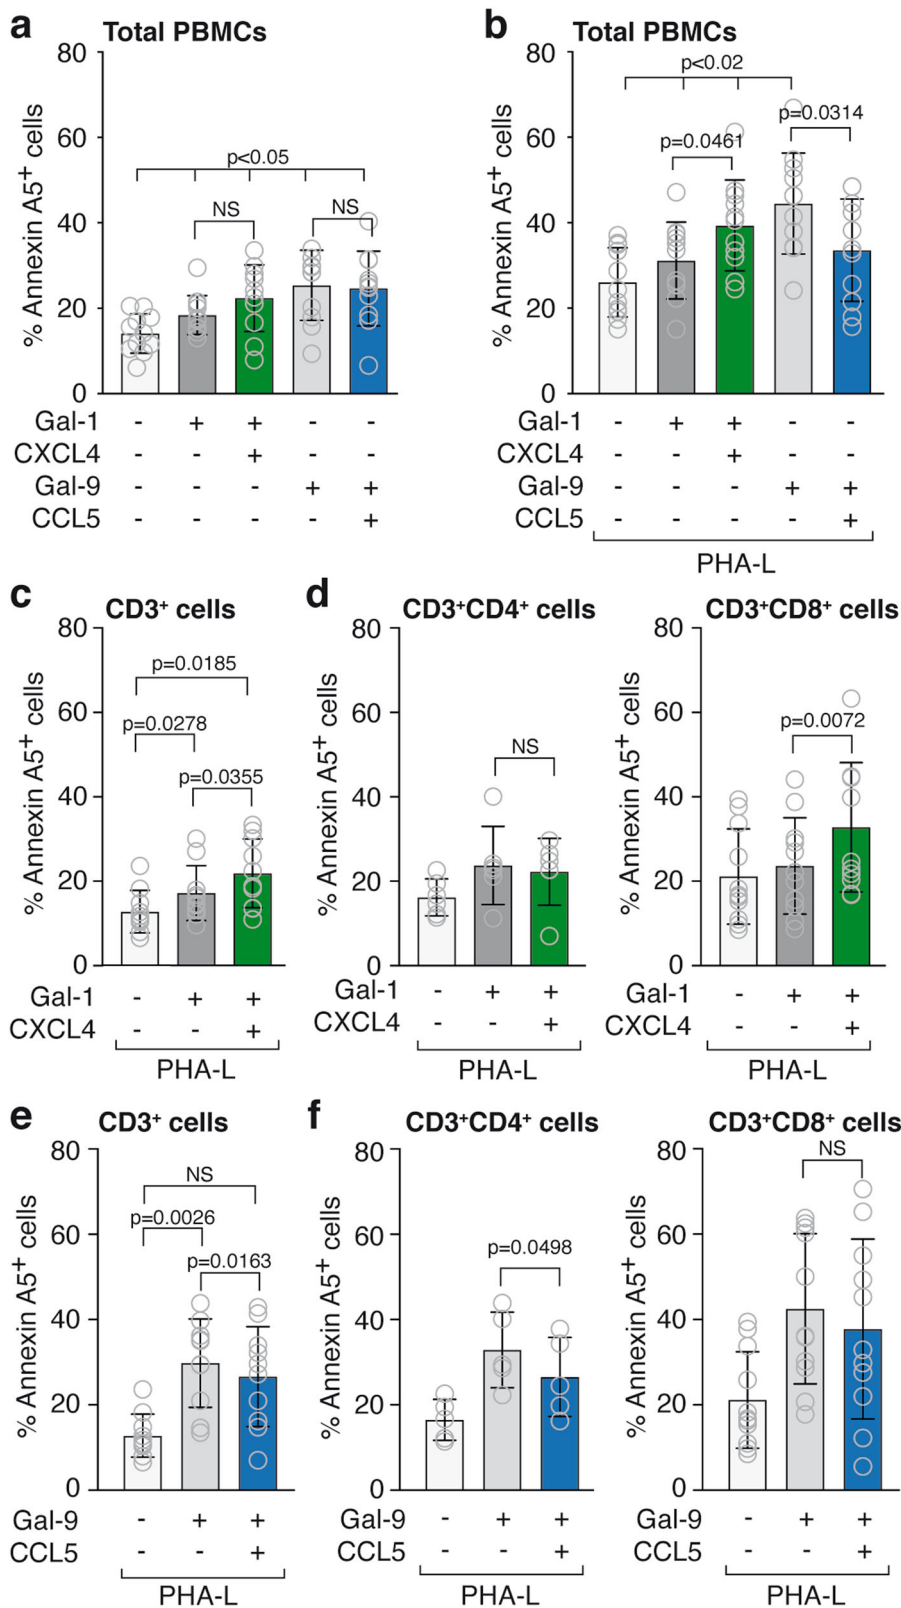 a Total PBMCs
80
60
40
20
0
% Annexin A5⁺ cells
p<0.05
NS
NS
Gal-1 - + + - -
CXCL4 - - + - -
Gal-9 - - - + +
CCL5 - - - - +
b Total PBMCs
80
60
40
20
0
% Annexin A5⁺ cells
p<0.02
p=0.0461
p=0.0314
Gal-1 - + + - -
CXCL4 - - + - -
Gal-9 - - - + +
CCL5 - - - - +
PHA-L
c CD3⁺ cells
80
60
40
20
0
% Annexin A5⁺ cells
p=0.0185
p=0.0278
p=0.0355
Gal-1 - + +
CXCL4 - - +
PHA-L
d CD3⁺CD4⁺ cells
80
60
40
20
0
% Annexin A5⁺ cells
NS
Gal-1 - + +
CXCL4 - - +
PHA-L
CD3⁺CD8⁺ cells
80
60
40
20
0
% Annexin A5⁺ cells
p=0.0072
Gal-1 - + +
CXCL4 - - +
PHA-L
e CD3⁺ cells
80
60
40
20
0
% Annexin A5⁺ cells
NS
p=0.0026
p=0.0163
Gal-9 - + +
CCL5 - - +
PHA-L
f CD3⁺CD4⁺ cells
80
60
40
20
0
% Annexin A5⁺ cells
p=0.0498
Gal-9 - + +
CCL5 - - +
PHA-L
CD3⁺CD8⁺ cells
80
60
40
20
0
% Annexin A5⁺ cells
NS
Gal-9 - + +
CCL5 - - +
PHA-L